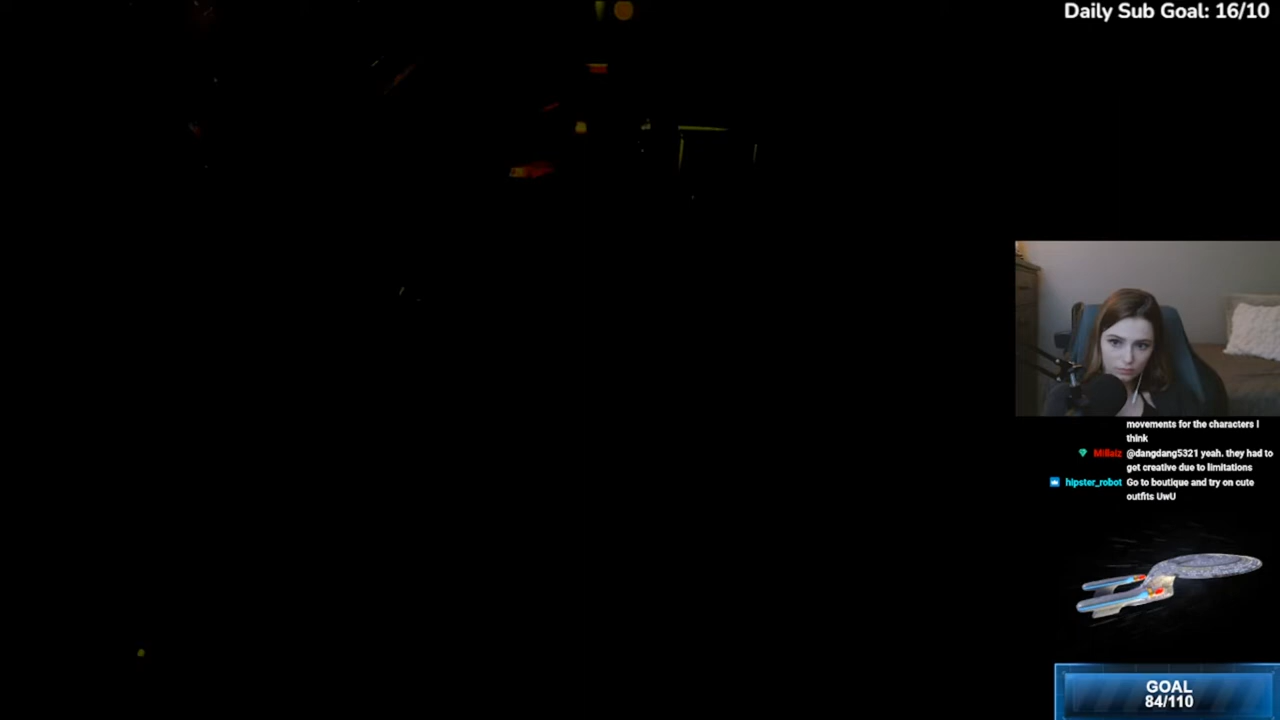 Daily Sub Goal: 16/10
movements for the characters I
think
Millaiz @dangdang5321 yeah. they had to
get creative due to limitations
hipster_robot Go to boutique and try on cute
outfits UwU
GOAL
84/110